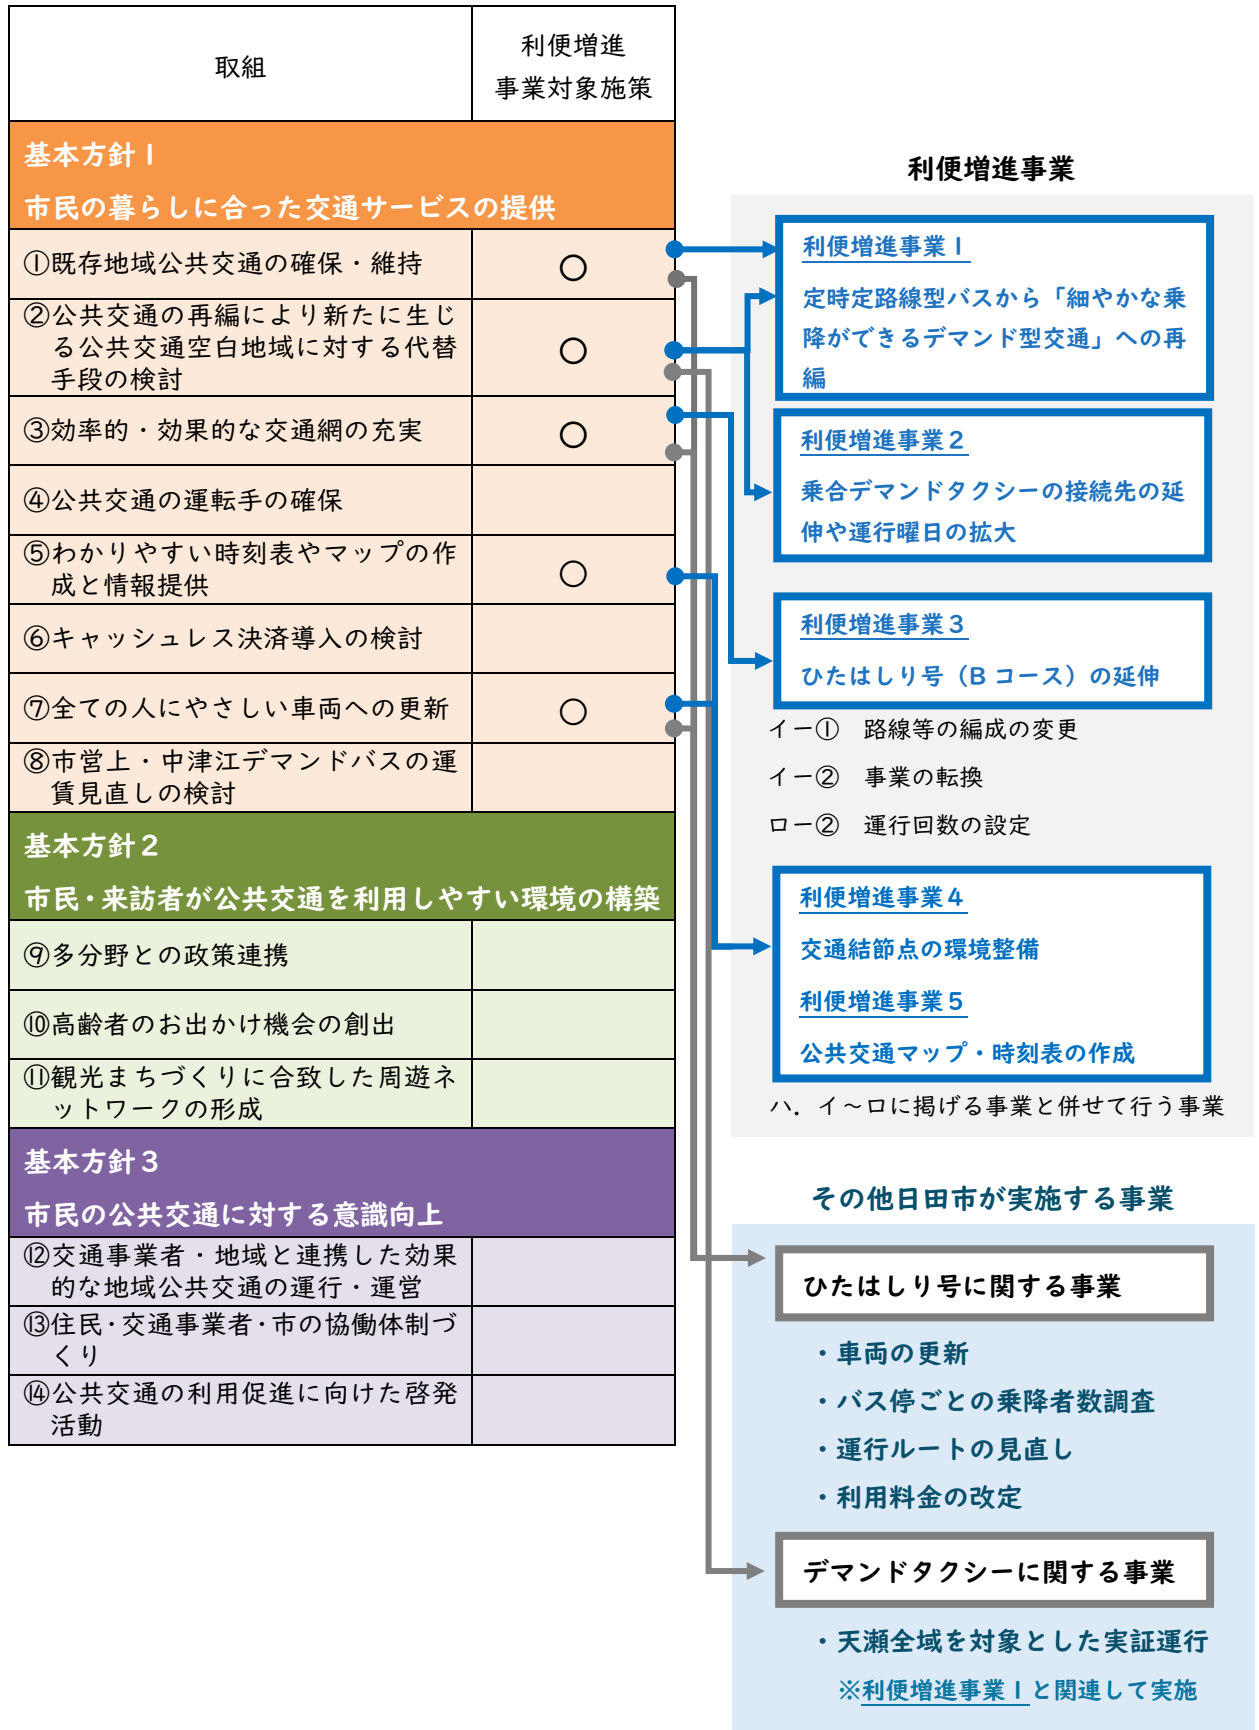 取組
利便増進
事業対象施策
基本方針1
市民の暮らしに合った交通サービスの提供
①既存地域公共交通の確保・維持
○
②公共交通の再編により新たに生じ
る公共交通空白地域に対する代替
手段の検討
○
③効率的・効果的な交通網の充実
○
④公共交通の運転手の確保
⑤わかりやすい時刻表やマップの作
成と情報提供
○
⑥キャッシュレス決済導入の検討
⑦全ての人にやさしい車両への更新
○
⑧市営上・中津江デマンドバスの運
賃見直しの検討
基本方針2
市民・来訪者が公共交通を利用しやすい環境の構築
⑨多分野との政策連携
⑩高齢者のお出かけ機会の創出
⑪観光まちづくりに合致した周遊ネ
ットワークの形成
基本方針3
市民の公共交通に対する意識向上
⑫交通事業者・地域と連携した効果
的な地域公共交通の運行・運営
⑬住民・交通事業者・市の協働体制づ
くり
⑭公共交通の利用促進に向けた啓発
活動
利便増進事業
利便増進事業1
定時定路線型バスから「細やかな乗
降ができるデマンド型交通」への再
編
利便増進事業2
乗合デマンドタクシーの接続先の延
伸や運行曜日の拡大
利便増進事業3
ひたはしり号（Bコース）の延伸
イー① 路線等の編成の変更
イー② 事業の転換
ロー② 運行回数の設定
利便増進事業4
交通結節点の環境整備
利便増進事業5
公共交通マップ・時刻表の作成
ハ．イ～ロに掲げる事業と併せて行う事業
その他日田市が実施する事業
ひたはしり号に関する事業
・車両の更新
・バス停ごとの乗降者数調査
・運行ルートの見直し
・利用料金の改定
デマンドタクシーに関する事業
・天瀬全域を対象とした実証運行
※利便増進事業1と関連して実施